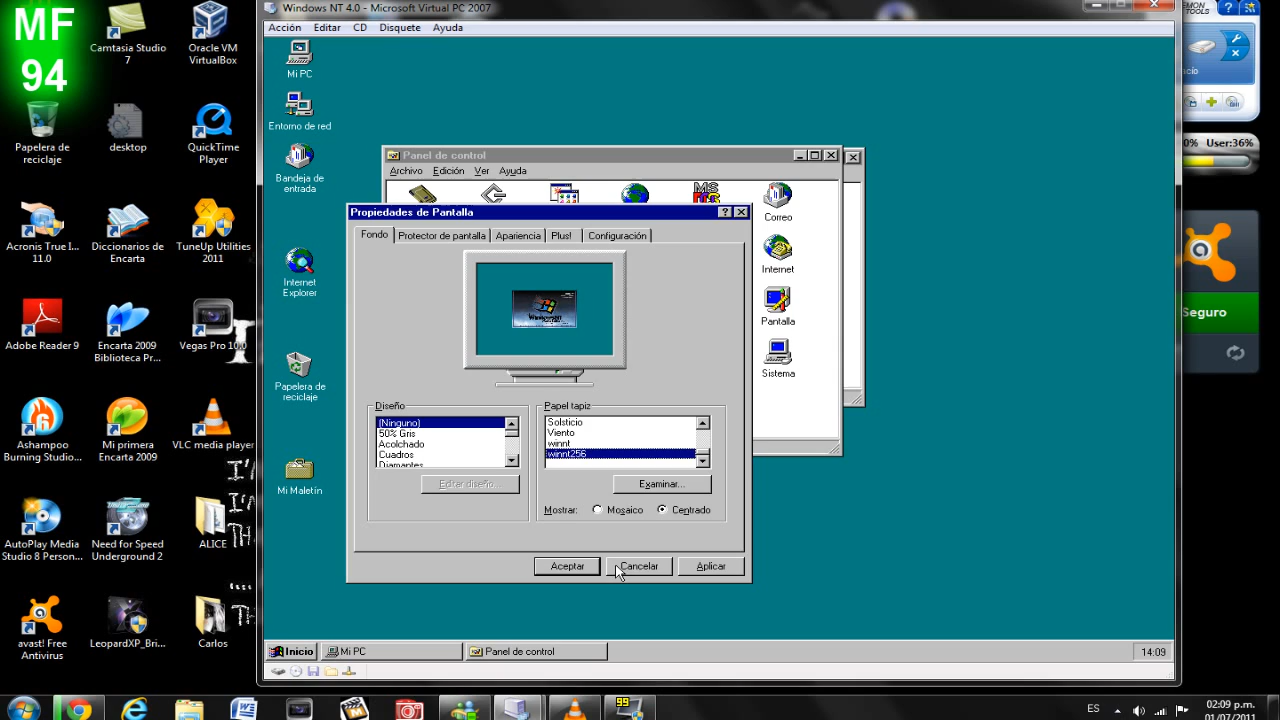 MF
94
Camtasia Studio
7
Oracle VM
VirtualBox
Papelera de
reciclaje
desktop
QuickTime
Player
Acronis True I...
11.0
Diccionarios de
Encarta
TuneUp Utilities
2011
Adobe Reader 9
Encarta 2009
Biblioteca Pr...
Vegas Pro 10.0
Ashampoo
Burning Studio...
Mi primera
Encarta 2009
VLC media player
AutoPlay Media
Studio 8 Person...
Need for Speed
Underground 2
ALICE
avast! Free
Antivirus
LeopardXP_Bri...
Carlos
I'
I'M
TH
Windows NT 4.0 - Microsoft Virtual PC 2007
Acción Editar CD Disquete Ayuda
Mi PC
Entorno de red
Bandeja de
entrada
Internet
Explorer
Papelera de
reciclaje
Mi Maletín
Panel de control
Archivo Edición Ver Ayuda
MS
Correo
Internet
Pantalla
Sistema
Propiedades de Pantalla
Fondo Protector de pantalla Apariencia Plus! Configuración
Diseño
(Ninguno)
50% Gris
Acolchado
Cuadros
Diamantes
Editar diseño...
Papel tapiz
Solsticio
Viento
winnt
winnt256
Examinar...
Mostrar: Mosaico Centrado
Aceptar Cancelar Aplicar
Inicio Mi PC Panel de control 14:09
TOOLS
0% User:36%
Seguro
99
ES 02:09 p.m.
01/07/2011